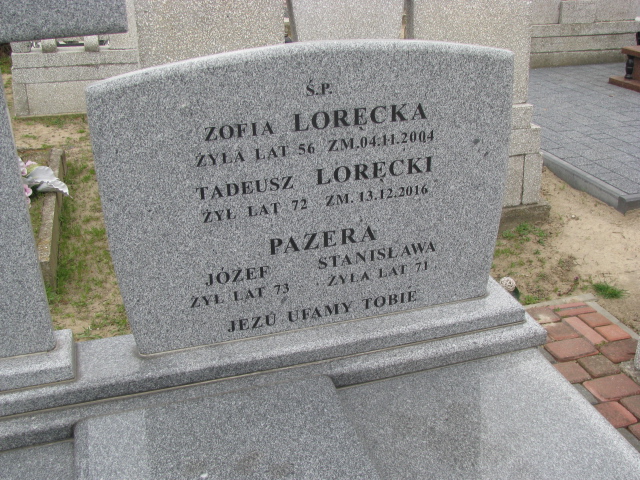 Ś.P.
ZOFIA LORĘCKA
ŻYŁA LAT 56 ZM.04.11.2004
TADEUSZ LORĘCKI
ŻYŁ LAT 72 ZM.13.12.2016
PAZERA
JÓZEF STANISŁAWA
ŻYŁ LAT 73 ŻYŁA LAT 71
JEZU UFAMY TOBIE